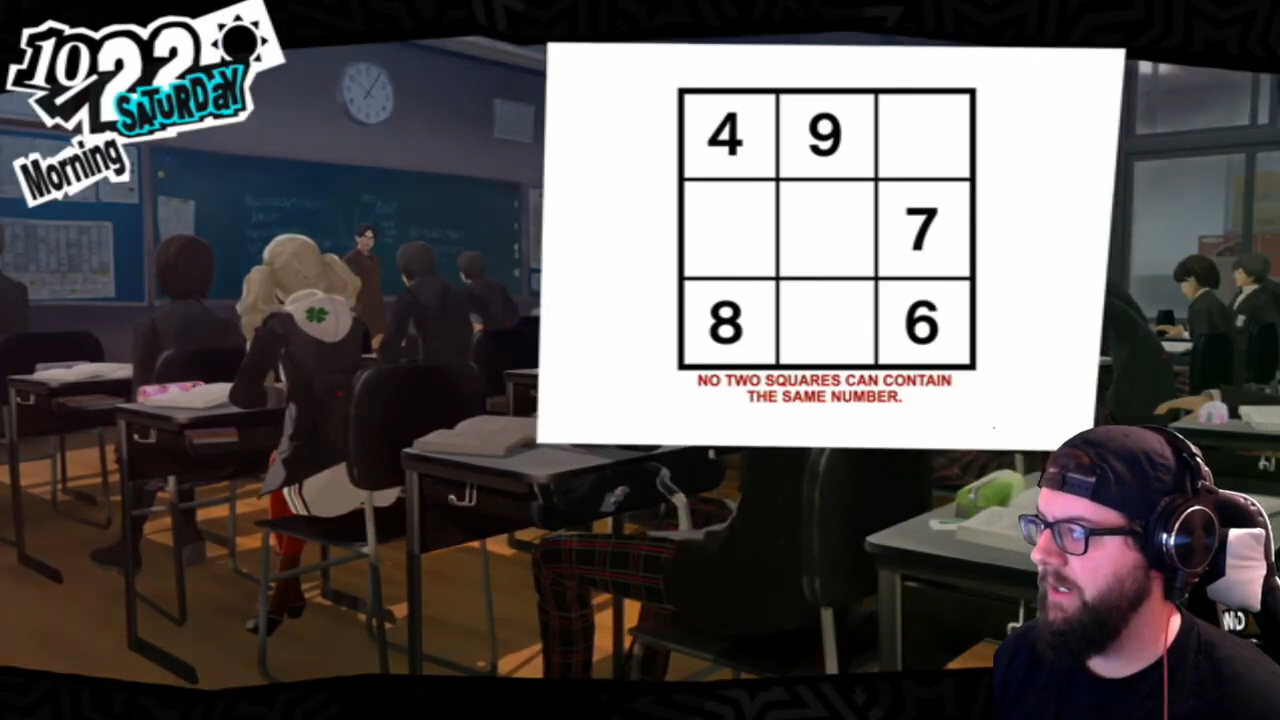 10/22
SATURDAY
Morning
4 9
7
8 6
NO TWO SQUARES CAN CONTAIN
THE SAME NUMBER.